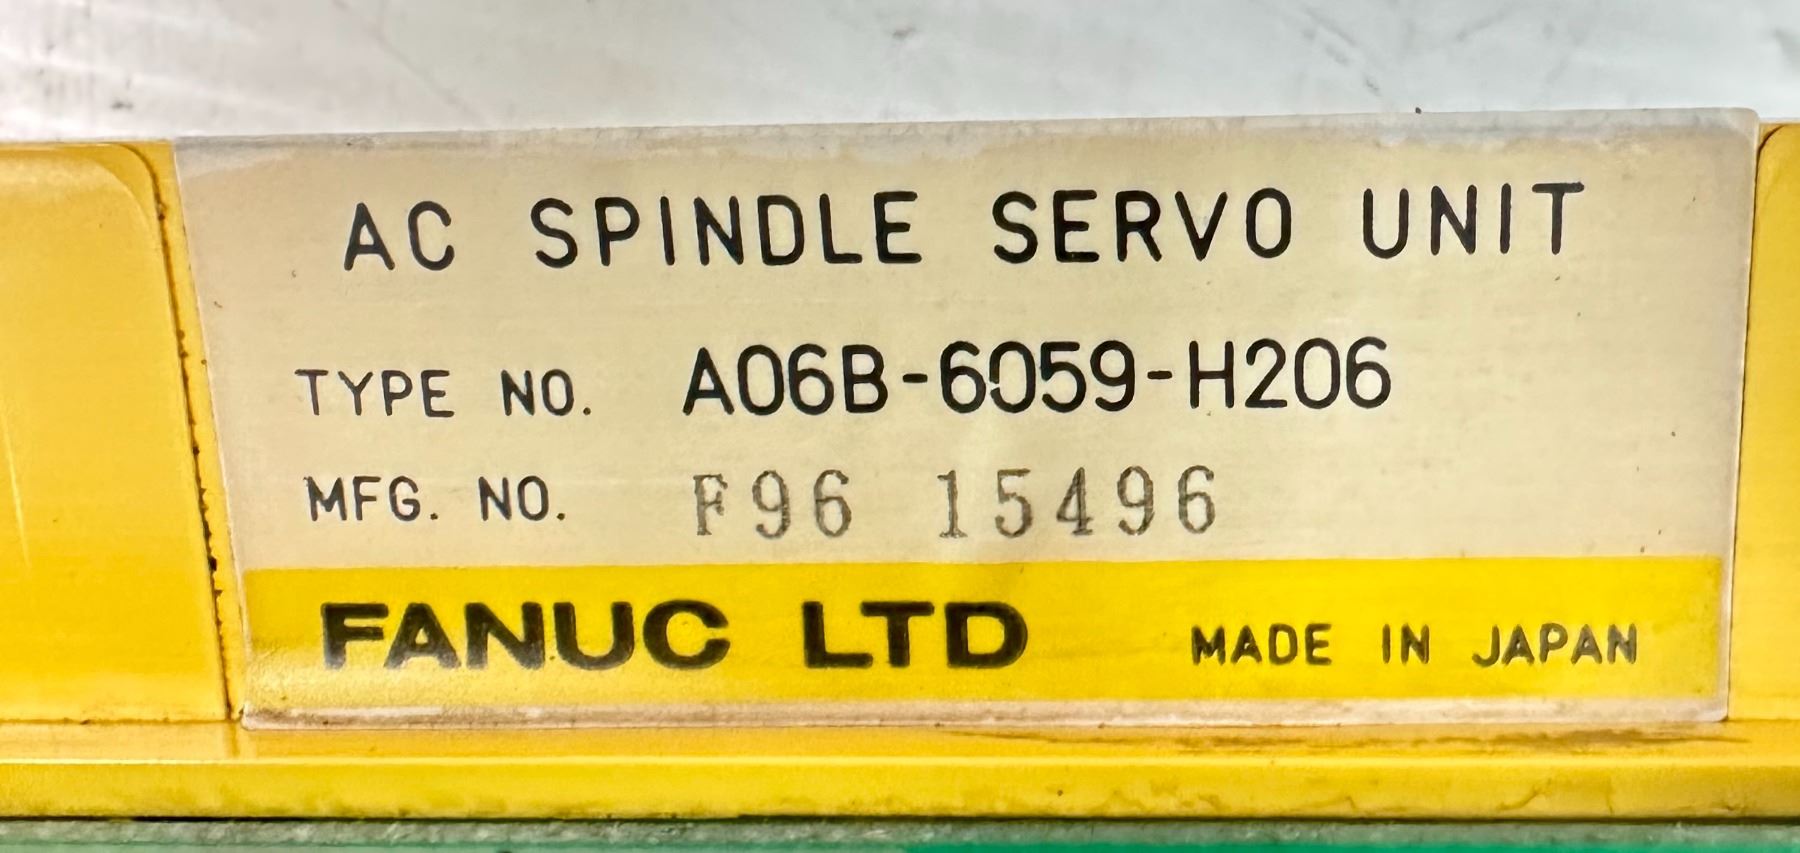 AC SPINDLE SERVO UNIT
TYPE NO. A06B-6059-H206
MFG. NO. F96 15496
FANUC LTD MADE IN JAPAN